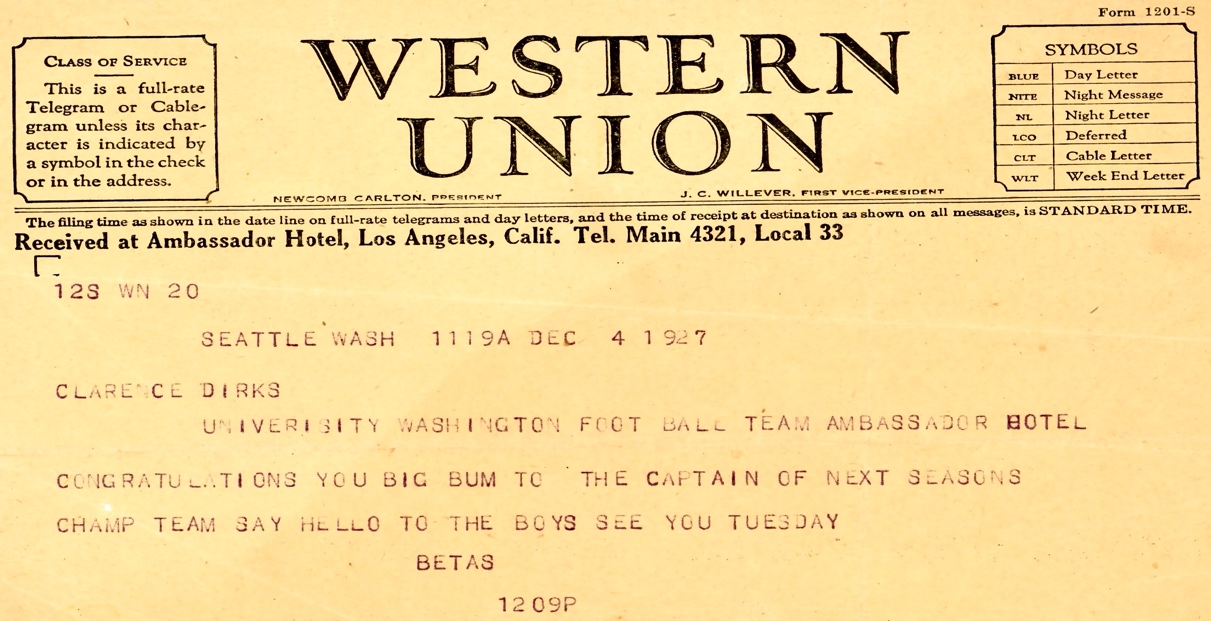 Form 1201-S
CLASS OF SERVICE
This is a full-rate
Telegram or Cable-
gram unless its char-
acter is indicated by
a symbol in the check
or in the address.
WESTERN
UNION
NEWCOMB CARLTON, PRESIDENT
J. C. WILLEVER, FIRST VICE-PRESIDENT
SYMBOLS
BLUE Day Letter
NITE Night Message
NL Night Letter
LCO Deferred
CLT Cable Letter
WLT Week End Letter
The filing time as shown in the date line on full-rate telegrams and day letters, and the time of receipt at destination as shown on all messages, is STANDARD TIME.
Received at Ambassador Hotel, Los Angeles, Calif. Tel. Main 4321, Local 33
12S WN 20
SEATTLE WASH 1119A DEC 4 1927
CLARENCE DIRKS
UNIVERISITY WASHINGTON FOOT BALL TEAM AMBASSADOR HOTEL
CONGRATULATIONS YOU BIG BUM TO THE CAPTAIN OF NEXT SEASONS
CHAMP TEAM SAY HELLO TO THE BOYS SEE YOU TUESDAY
BETAS
1209P